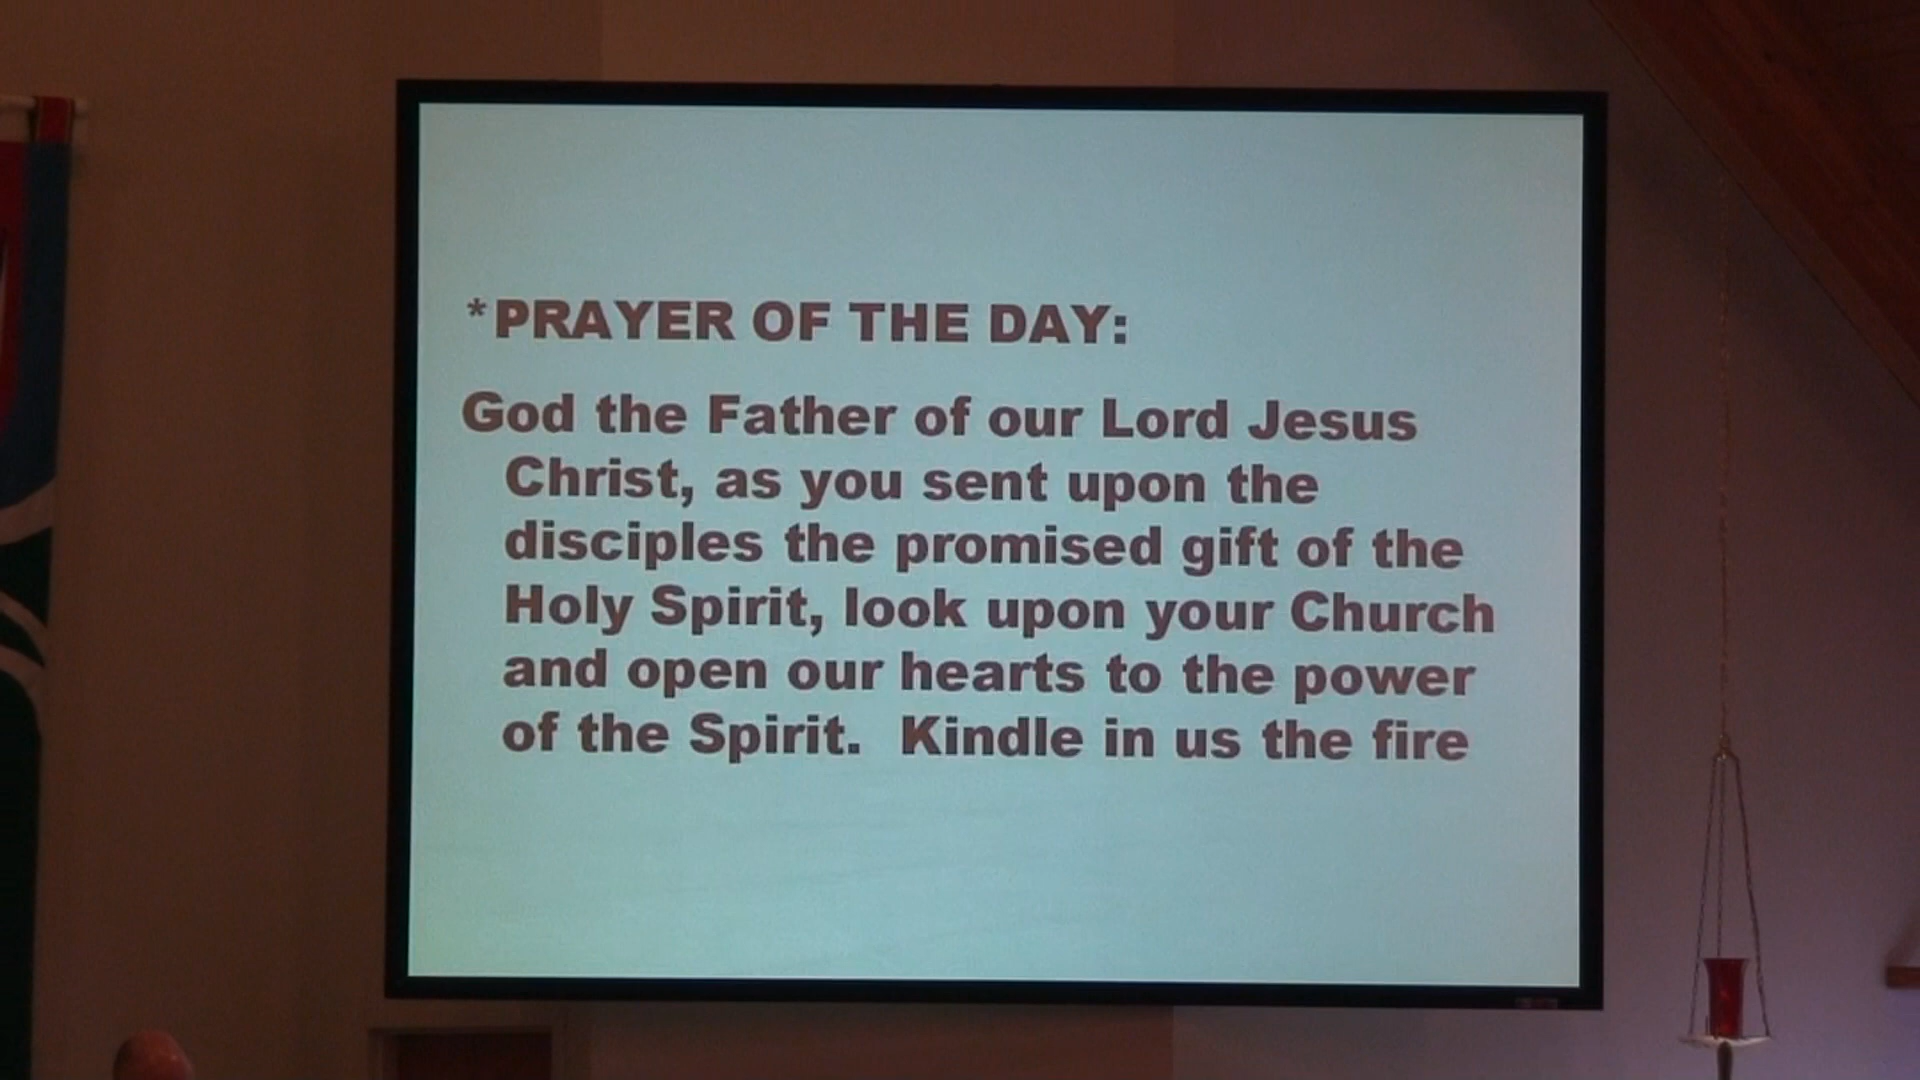 *PRAYER OF THE DAY:
God the Father of our Lord Jesus
Christ, as you sent upon the
disciples the promised gift of the
Holy Spirit, look upon your Church
and open our hearts to the power
of the Spirit.  Kindle in us the fire